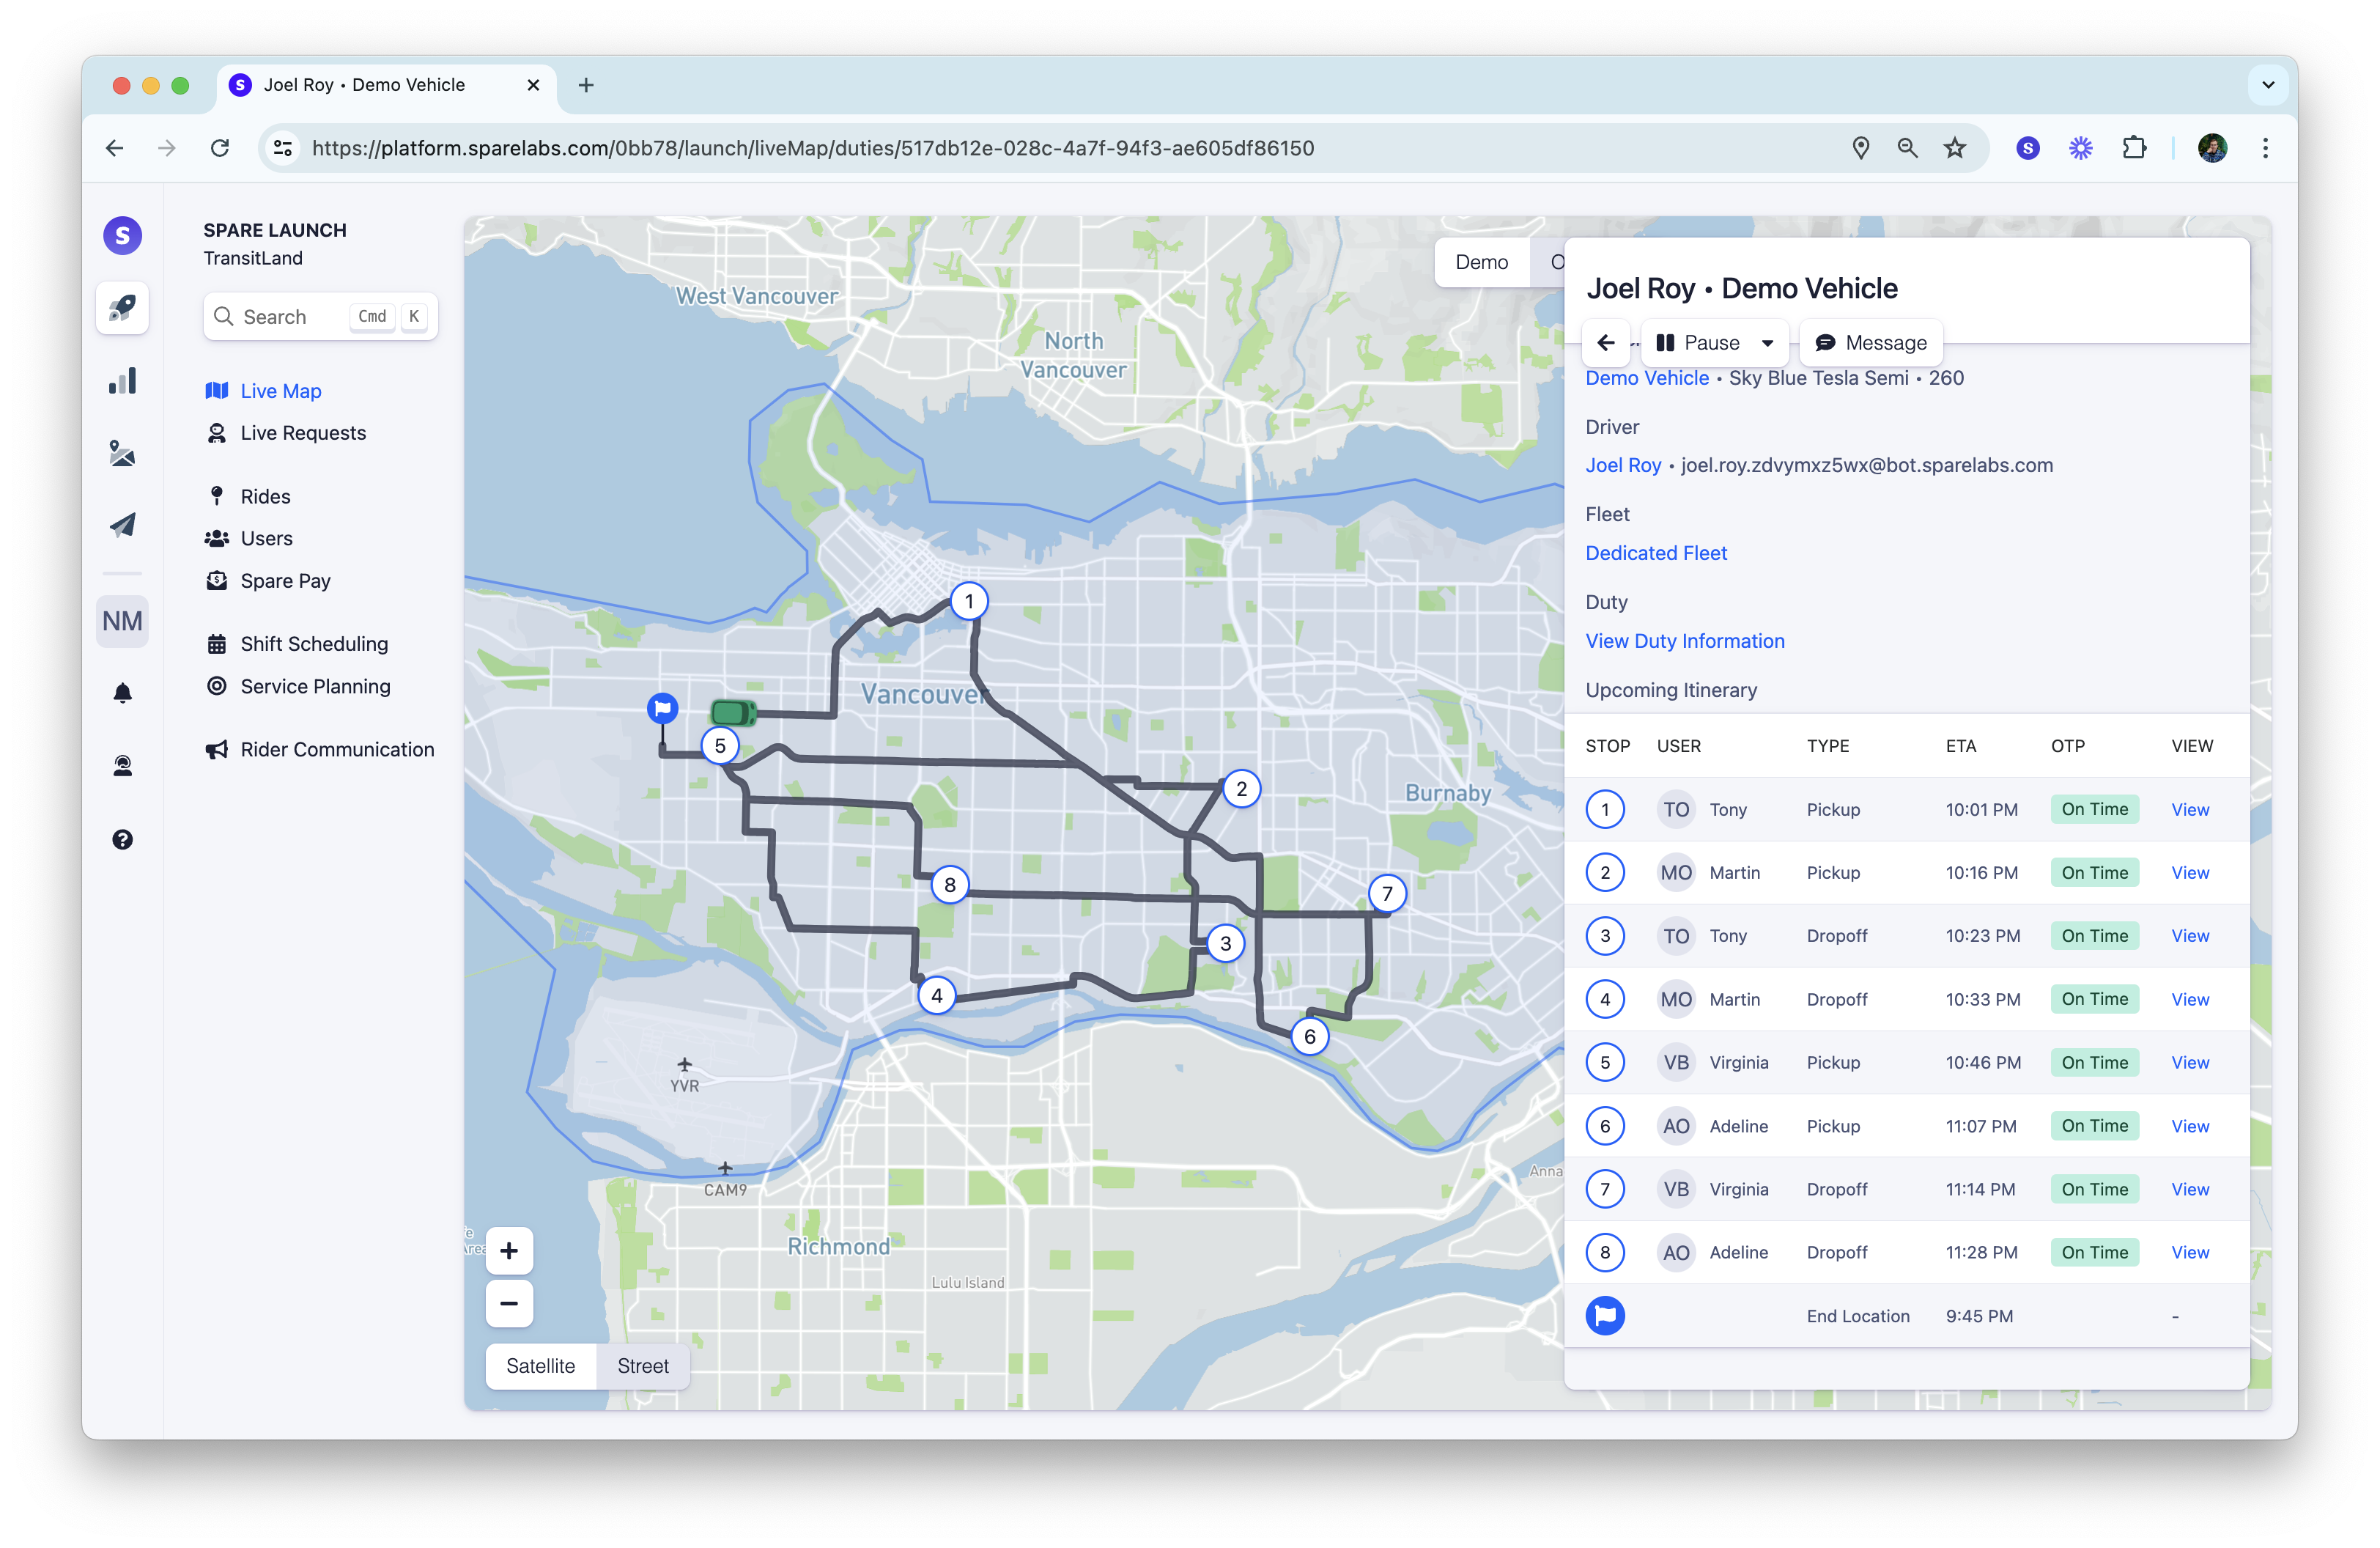 Joel Roy • Demo Vehicle
https://platform.sparelabs.com/0bb78/launch/liveMap/duties/517db12e-028c-4a7f-94f3-ae605df86150
S
S
SPARE LAUNCH
TransitLand
Search Cmd K
Live Map
Live Requests
Rides
Users
Spare Pay
NM
Shift Scheduling
Service Planning
Rider Communication
West Vancouver
North
Vancouver
Vancouver
Burnaby
YVR
CAM9
Richmond
Lulu Island
Anna
1
2
3
4
5
6
7
8
Satellite Street
Demo O
Joel Roy • Demo Vehicle
Pause Message
Demo Vehicle • Sky Blue Tesla Semi • 260
Driver
Joel Roy • joel.roy.zdvymxz5wx@bot.sparelabs.com
Fleet
Dedicated Fleet
Duty
View Duty Information
Upcoming Itinerary
STOP USER TYPE ETA OTP VIEW
1 TO Tony Pickup 10:01 PM On Time View
2 MO Martin Pickup 10:16 PM On Time View
3 TO Tony Dropoff 10:23 PM On Time View
4 MO Martin Dropoff 10:33 PM On Time View
5 VB Virginia Pickup 10:46 PM On Time View
6 AO Adeline Pickup 11:07 PM On Time View
7 VB Virginia Dropoff 11:14 PM On Time View
8 AO Adeline Dropoff 11:28 PM On Time View
End Location 9:45 PM -